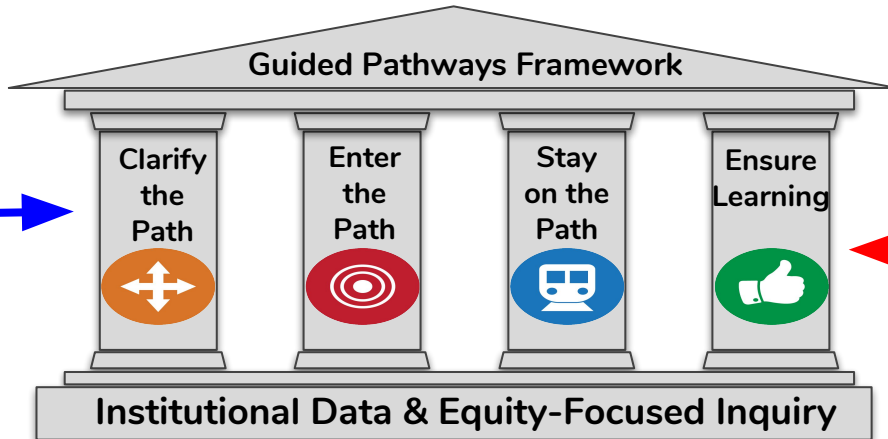 Guided Pathways Framework
Clarify
the
Path
Enter
the
Path
Stay
on the
Path
Ensure
Learning
Institutional Data & Equity-Focused Inquiry